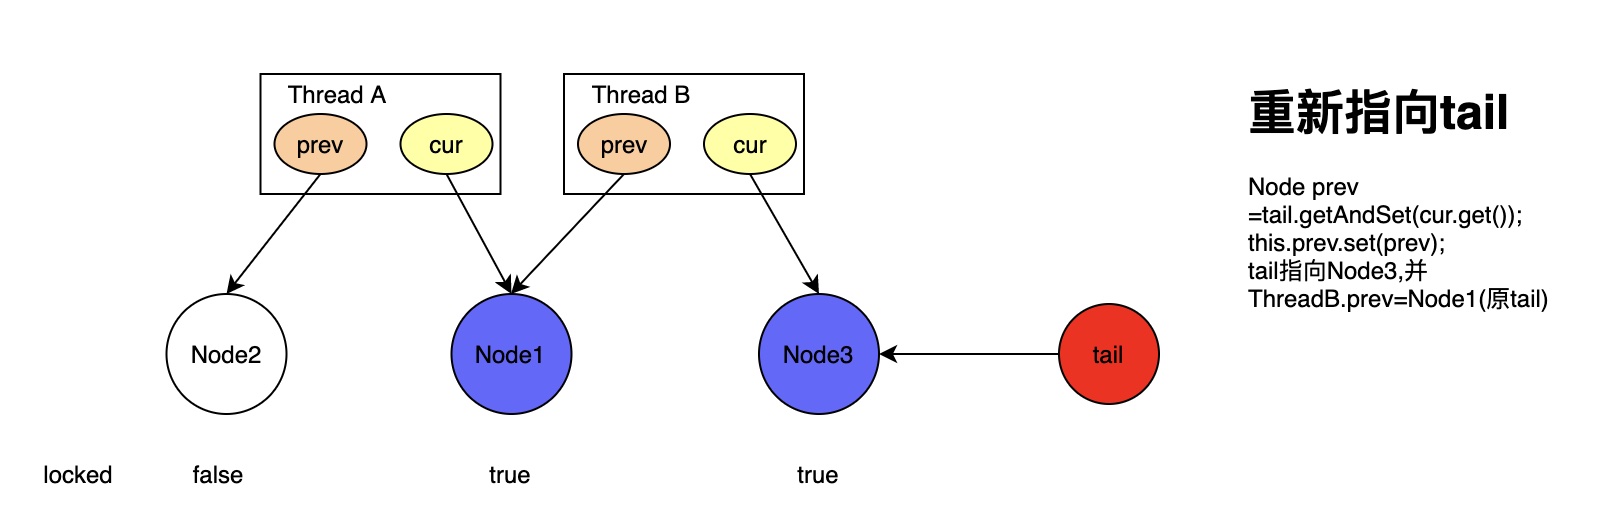 Thread A
prev
cur
Thread B
prev
cur
重新指向tail
Node prev
=tail.getAndSet(cur.get());
this.prev.set(prev);
tail指向Node3,并
ThreadB.prev=Node1(原tail)
Node2
Node1
Node3
tail
locked
false
true
true